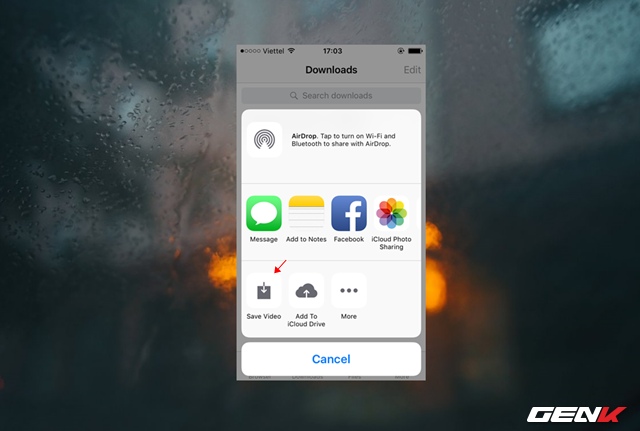 Viettel 17:03
Downloads Edit
Search downloads
AirDrop. Tap to turn on Wi-Fi and
Bluetooth to share with AirDrop.
Message Add to Notes Facebook iCloud Photo
Sharing
Save Video Add To More
iCloud Drive
Cancel
Downloads
GENK